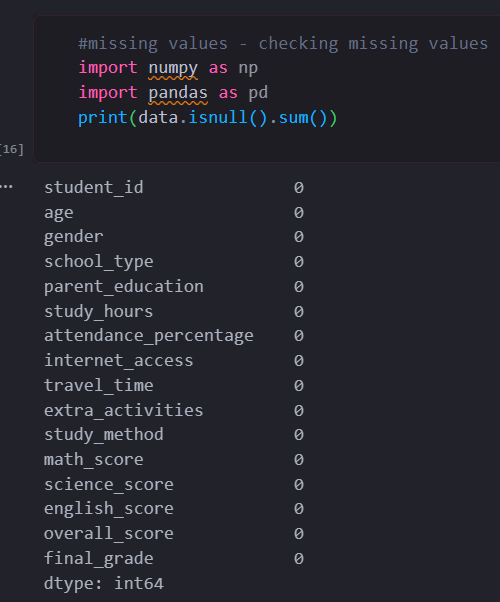 #missing values - checking missing values
import numpy as np
import pandas as pd
print(data.isnull().sum())
[16]
...
student_id 0
age 0
gender 0
school_type 0
parent_education 0
study_hours 0
attendance_percentage 0
internet_access 0
travel_time 0
extra_activities 0
study_method 0
math_score 0
science_score 0
english_score 0
overall_score 0
final_grade 0
dtype: int64